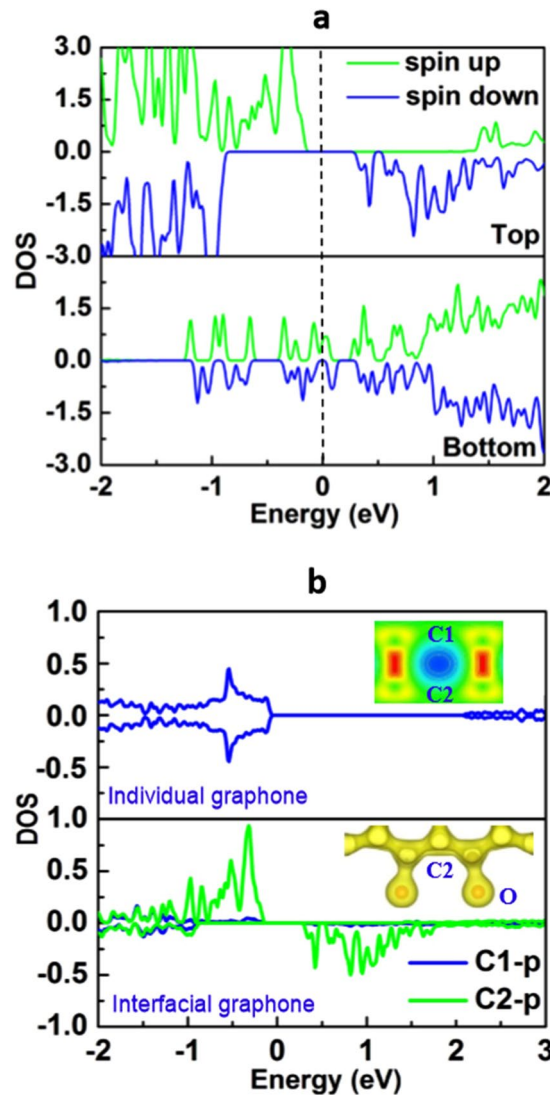 a
3.0
1.5
0.0
-1.5
-3.0
spin up
spin down
Top
DOS
3.0
1.5
0.0
-1.5
-3.0
Bottom
-2 -1 0 1 2
Energy (eV)
b
1.0
0.5
0.0
-0.5
C1
C2
Individual graphone
DOS
1.0
0.5
0.0
-0.5
-1.0
C2
O
C1-p
C2-p
Interfacial graphone
-2 -1 0 1 2 3
Energy (eV)